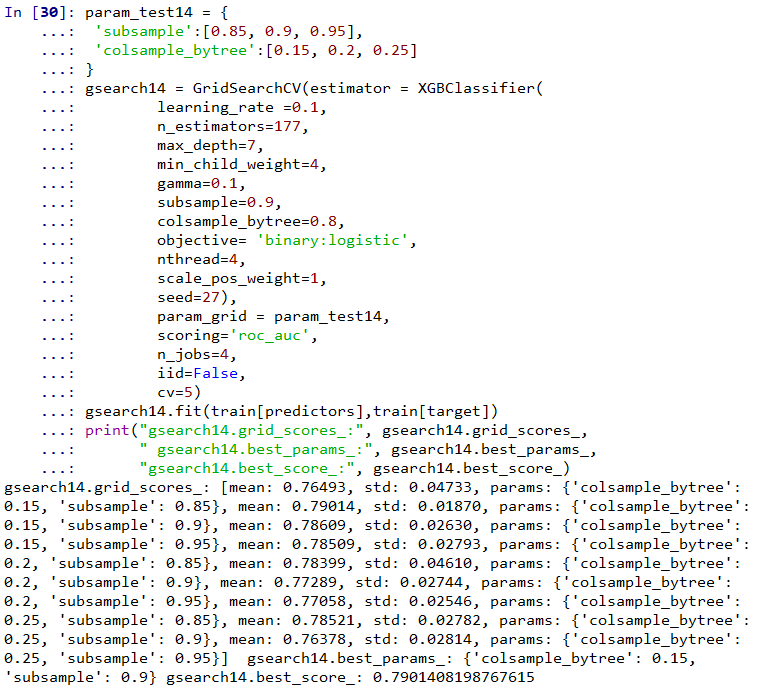 In [30]: param_test14 = {
    ...:  'subsample':[0.85, 0.9, 0.95],
    ...:  'colsample_bytree':[0.15, 0.2, 0.25]
    ...: }
    ...: gsearch14 = GridSearchCV(estimator = XGBClassifier(
    ...:         learning_rate =0.1,
    ...:         n_estimators=177,
    ...:         max_depth=7,
    ...:         min_child_weight=4,
    ...:         gamma=0.1,
    ...:         subsample=0.9,
    ...:         colsample_bytree=0.8,
    ...:         objective= 'binary:logistic',
    ...:         nthread=4,
    ...:         scale_pos_weight=1,
    ...:         seed=27),
    ...:         param_grid = param_test14,
    ...:         scoring='roc_auc',
    ...:         n_jobs=4,
    ...:         iid=False,
    ...:         cv=5)
    ...: gsearch14.fit(train[predictors],train[target])
    ...: print("gsearch14.grid_scores_:", gsearch14.grid_scores_,
    ...:       " gsearch14.best_params_:", gsearch14.best_params_,
    ...:       "gsearch14.best_score_:", gsearch14.best_score_)
gsearch14.grid_scores_: [mean: 0.76493, std: 0.04733, params: {'colsample_bytree':
0.15, 'subsample': 0.85}, mean: 0.79014, std: 0.01870, params: {'colsample_bytree':
0.15, 'subsample': 0.9}, mean: 0.78609, std: 0.02630, params: {'colsample_bytree':
0.15, 'subsample': 0.95}, mean: 0.78509, std: 0.02793, params: {'colsample_bytree':
0.2, 'subsample': 0.85}, mean: 0.78399, std: 0.04610, params: {'colsample_bytree':
0.2, 'subsample': 0.9}, mean: 0.77289, std: 0.02744, params: {'colsample_bytree':
0.2, 'subsample': 0.95}, mean: 0.77058, std: 0.02546, params: {'colsample_bytree':
0.25, 'subsample': 0.85}, mean: 0.78521, std: 0.02782, params: {'colsample_bytree':
0.25, 'subsample': 0.9}, mean: 0.76378, std: 0.02814, params: {'colsample_bytree':
0.25, 'subsample': 0.95}]  gsearch14.best_params_: {'colsample_bytree': 0.15,
'subsample': 0.9} gsearch14.best_score_: 0.7901408198767615